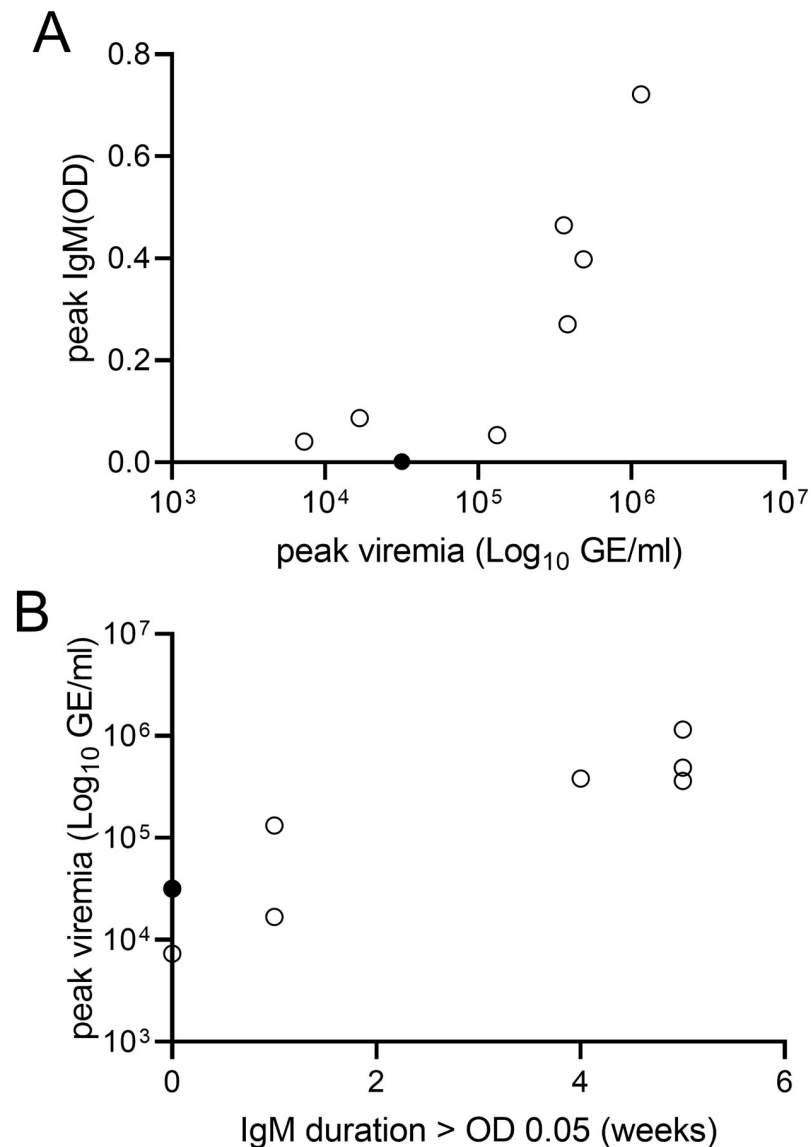 A
0.8
0.6
0.4
0.2
0.0
peak IgM(OD)
10³ 10⁴ 10⁵ 10⁶ 10⁷
peak viremia (Log₁₀ GE/ml)
B
10⁷
10⁶
10⁵
10⁴
10³
peak viremia (Log₁₀ GE/ml)
0 2 4 6
IgM duration > OD 0.05 (weeks)